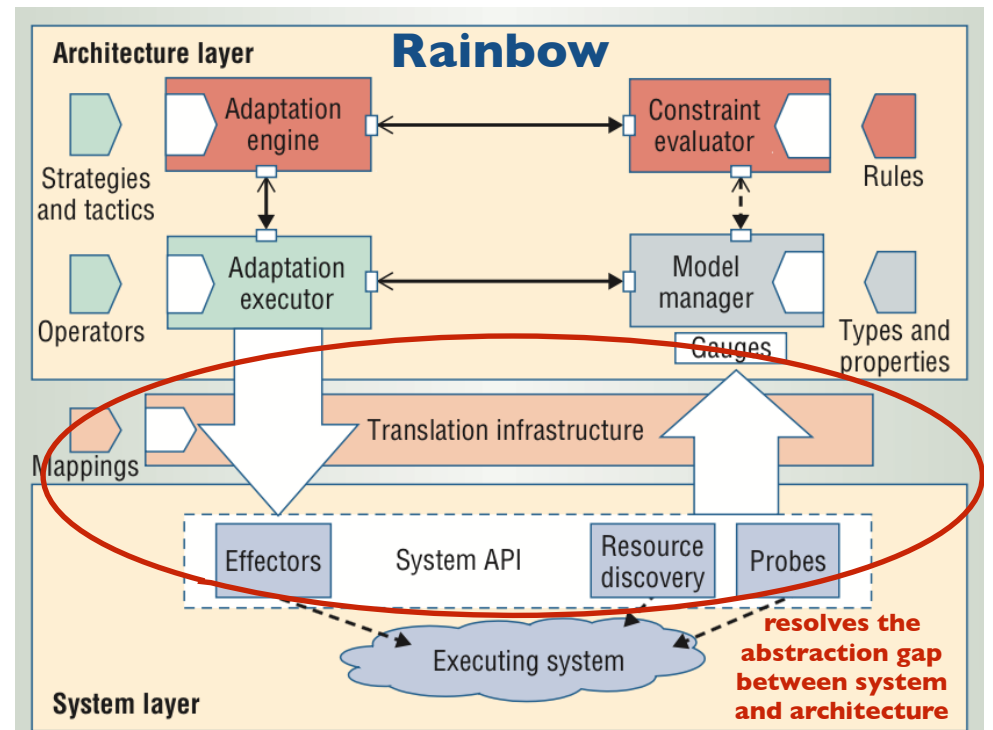 Rainbow
Architecture layer
Adaptation
engine
Constraint
evaluator
Strategies
and tactics
Rules
Adaptation
executor
Model
manager
Operators
Gauges
Types and
properties
Translation infrastructure
Mappings
Effectors
System API
Resource
discovery
Probes
Executing system
resolves the
abstraction gap
between system
and architecture
System layer